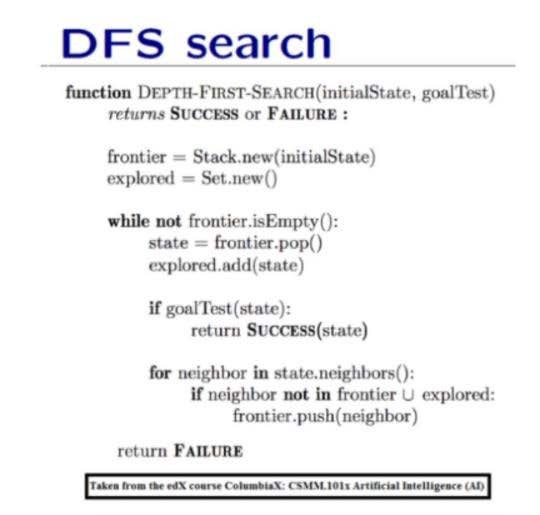 DFS search
function DEPTH-FIRST-SEARCH(initialState, goalTest)
returns SUCCESS or FAILURE :
frontier = Stack.new(initialState)
explored = Set.new()
while not frontier.isEmpty():
state = frontier.pop()
explored.add(state)
if goalTest(state):
return SUCCESS(state)
for neighbor in state.neighbors():
if neighbor not in frontier ∪ explored:
frontier.push(neighbor)
return FAILURE
Taken from the edX course ColumbiaX: CSMM.101x Artificial Intelligence (AI)